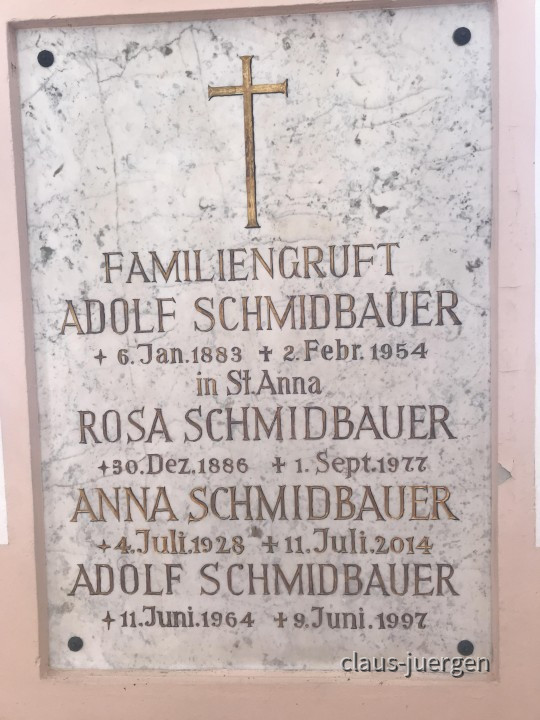 FAMILIENGRUFT
ADOLF SCHMIDBAUER
+ 6. Jan. 1883 + 2. Febr. 1954
in St. Anna
ROSA SCHMIDBAUER
+ 30. Dez. 1886 + 1. Sept. 1977
ANNA SCHMIDBAUER
+ 4. Juli. 1928 + 11. Juli. 2014
ADOLF SCHMIDBAUER
+ 11. Juni. 1964 + 9. Juni. 1997
claus-juergen